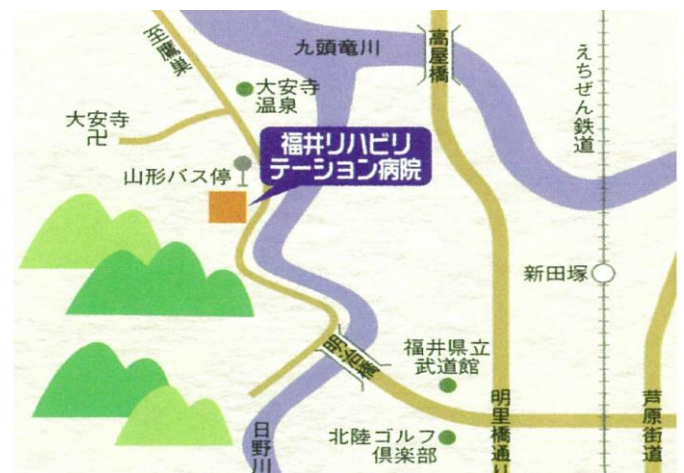 至鷹巣
九頭竜川
高屋橋
えちぜん鉄道
大安寺
温泉
大安寺
卍
福井リハビリ
テーション病院
山形バス停
新田塚
明治橋
福井県立
武道館
明里橋通り
芦原街道
北陸ゴルフ
倶楽部
日野川